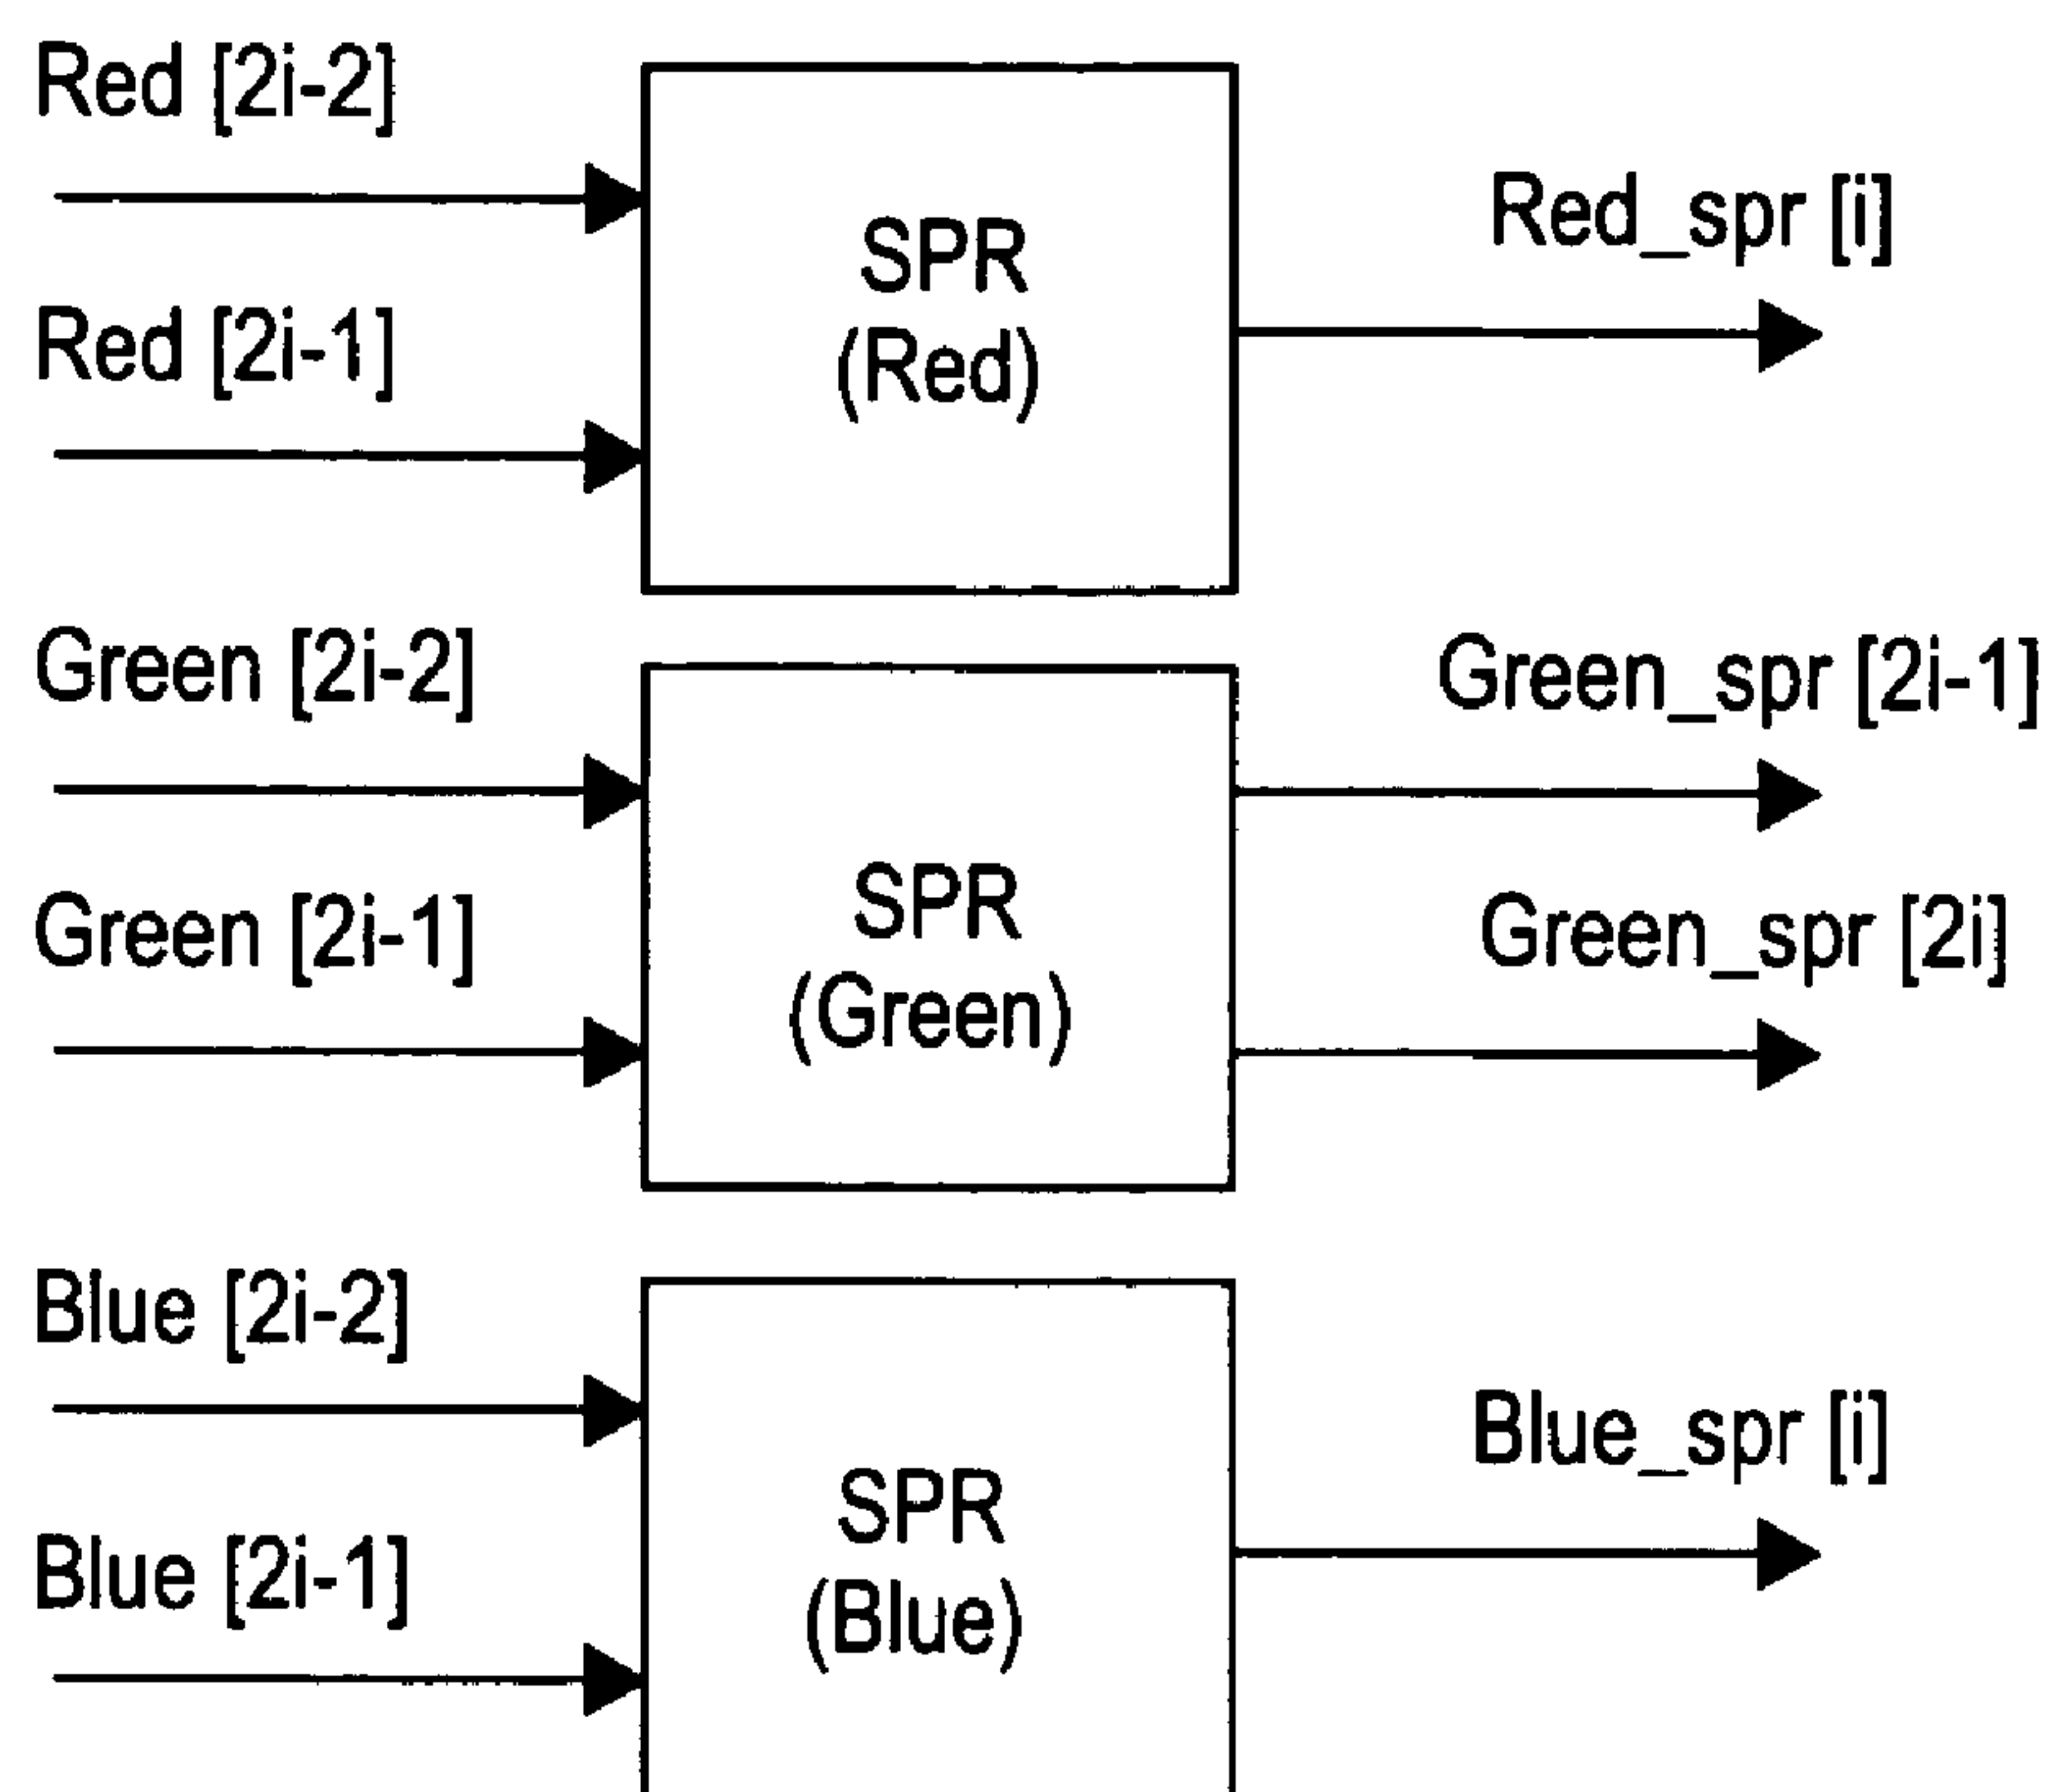 Red [2i-2]
Red [2i-1]
SPR
(Red)
Red_spr [i]
Green [2i-2]
Green [2i-1]
SPR
(Green)
Green_spr [2i-1]
Green_spr [2i]
Blue [2i-2]
Blue [2i-1]
SPR
(Blue)
Blue_spr [i]